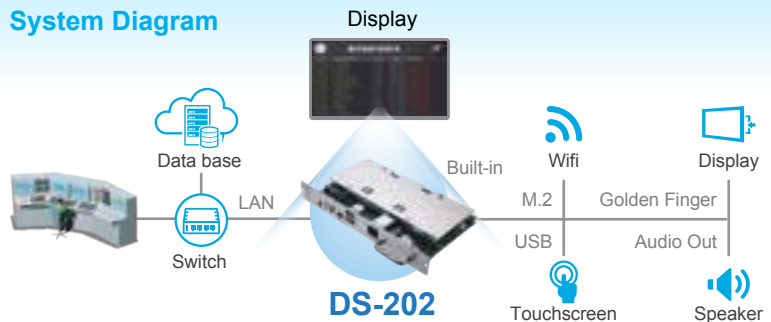 System Diagram
Display
Data base
Built-in
Wifi
Display
LAN
M.2
Golden Finger
USB
Audio Out
Switch
DS-202
Touchscreen
Speaker